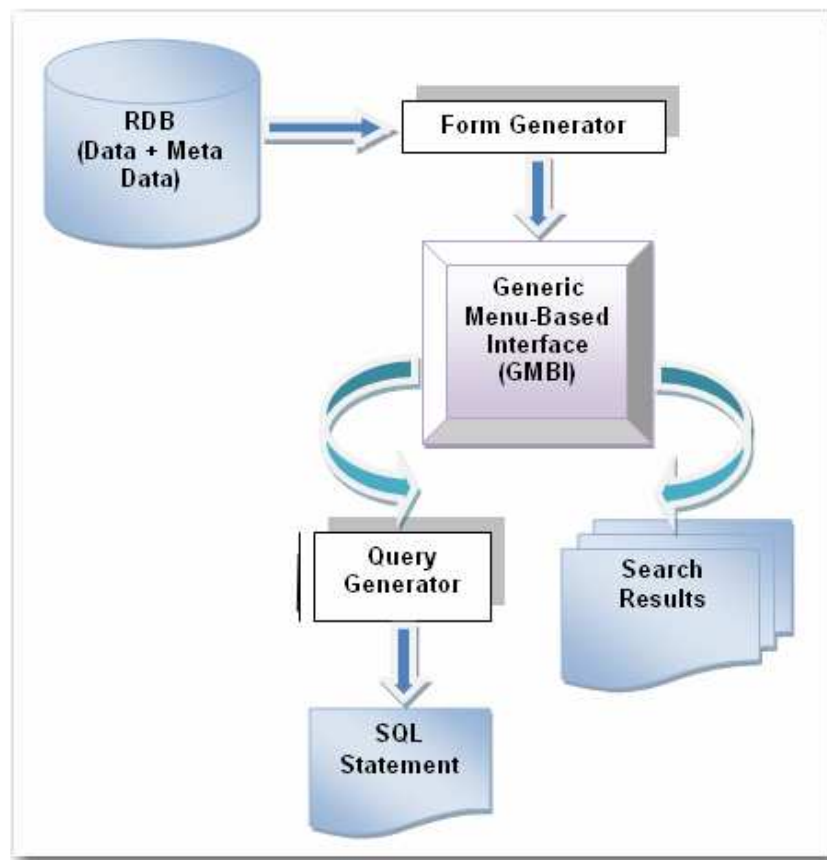 RDB
(Data + Meta
Data)
Form Generator
Generic
Menu-Based
Interface
(GMBI)
Query
Generator
Search
Results
SQL
Statement